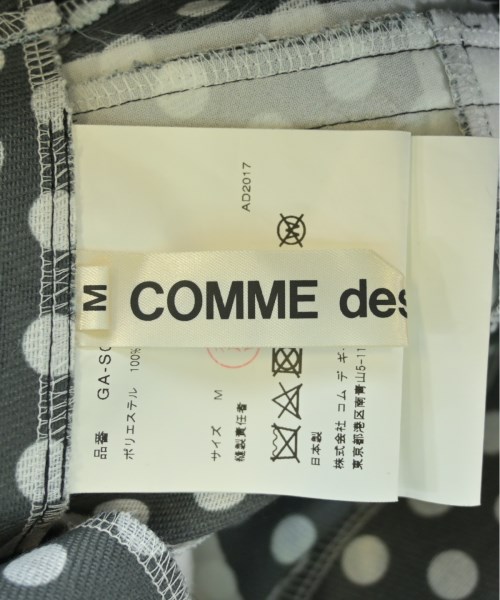 M COMME des
AD2017
品番 GA-S0
ポリエステル 100%
サイズ M
縫製責任者
日本製
株式会社 コム デ ギ
東京都港区南青山5-11